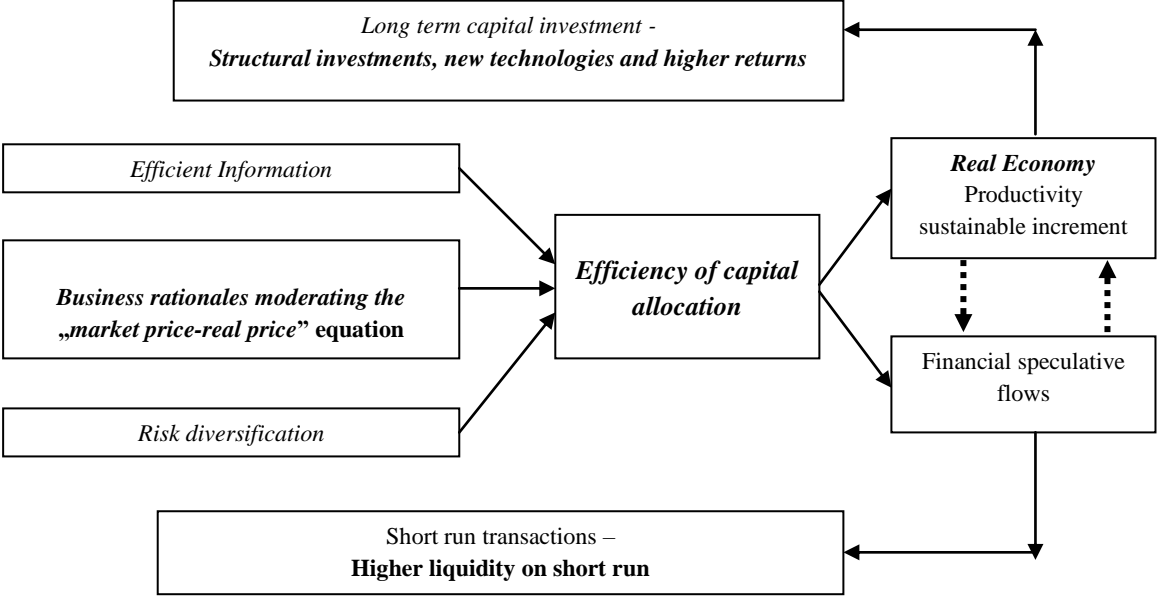 Long term capital investment -
Structural investments, new technologies and higher returns
Efficient Information
Real Economy
Productivity
sustainable increment
Business rationales moderating the
„market price-real price” equation
Efficiency of capital
allocation
Financial speculative
flows
Risk diversification
Short run transactions –
Higher liquidity on short run